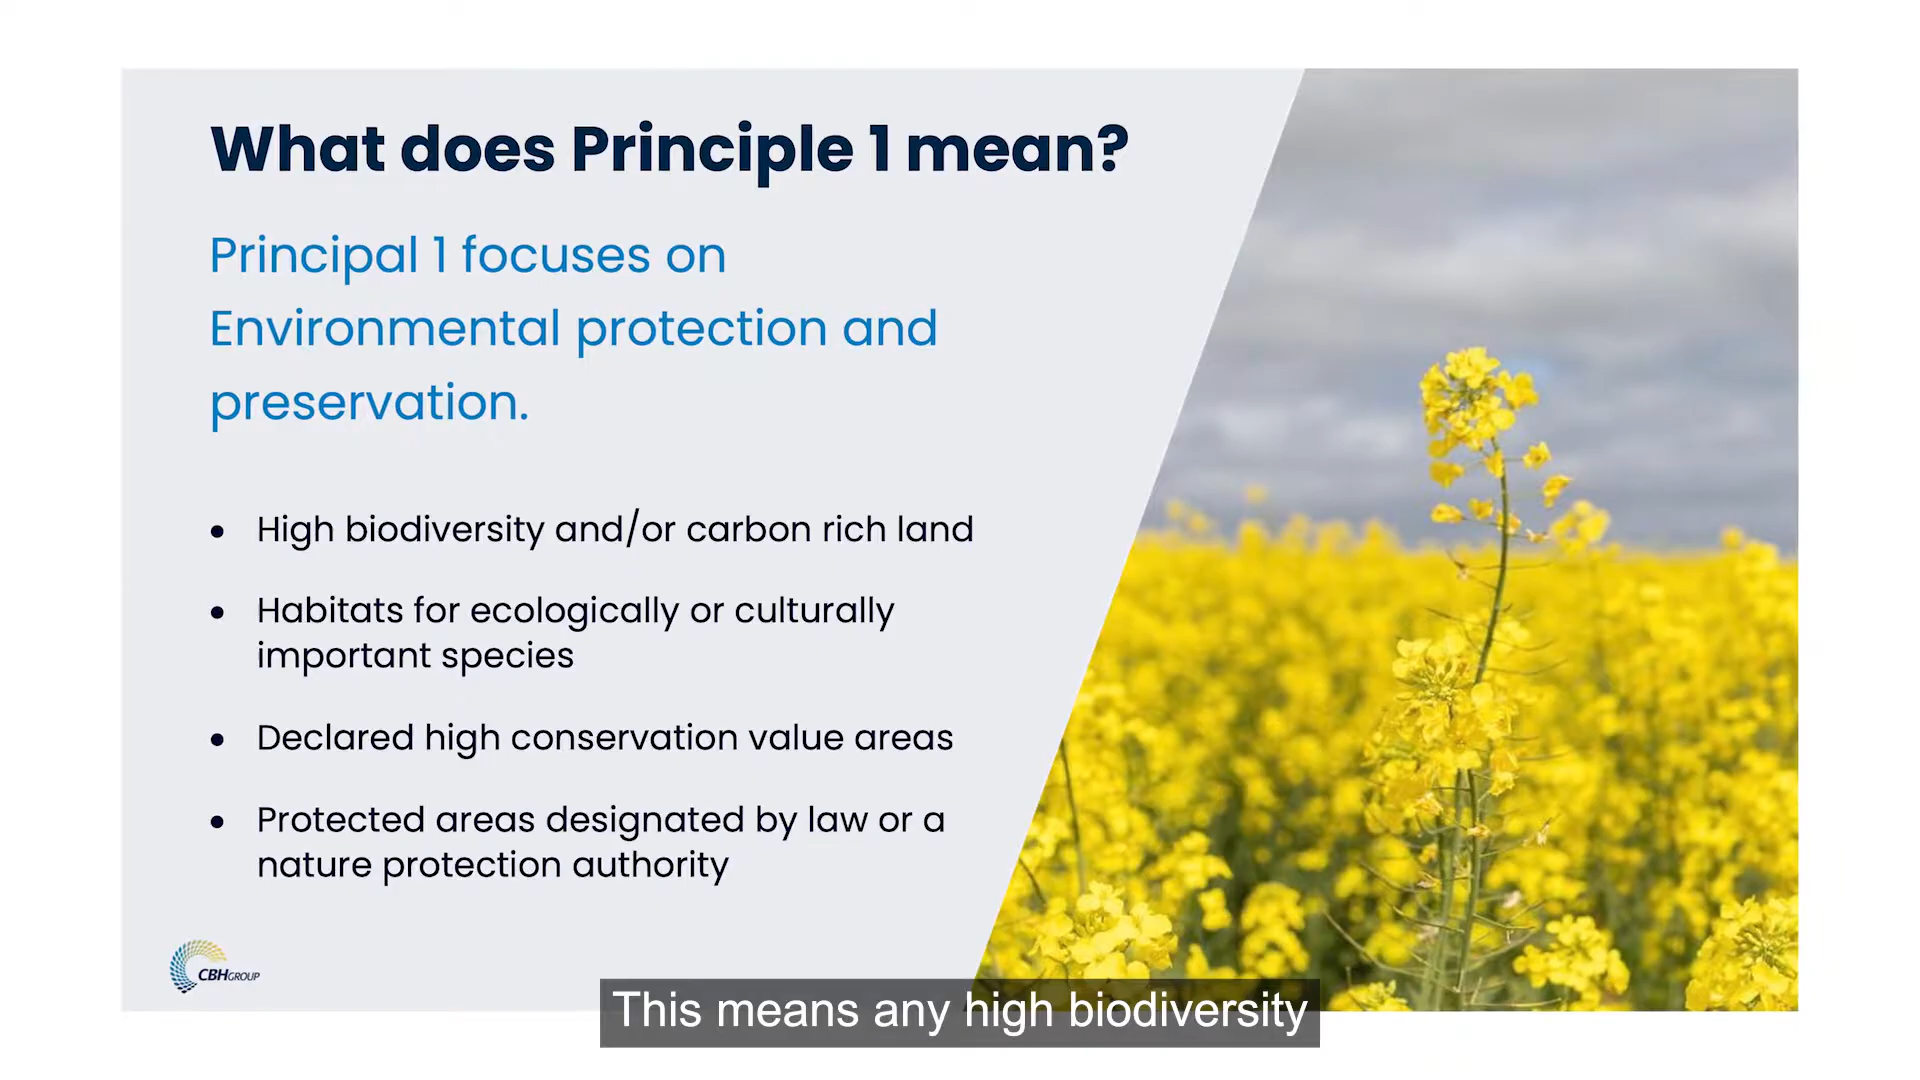 What does Principle 1 mean?
Principal 1 focuses on
Environmental protection and
preservation.
• High biodiversity and/or carbon rich land
• Habitats for ecologically or culturally
important species
• Declared high conservation value areas
• Protected areas designated by law or a
nature protection authority
CBHGROUP
This means any high biodiversity